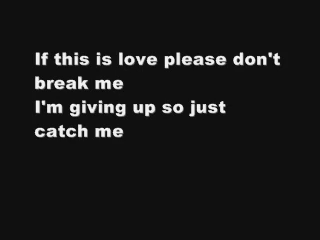 If this is love please don't
break me
I'm giving up so just
catch me